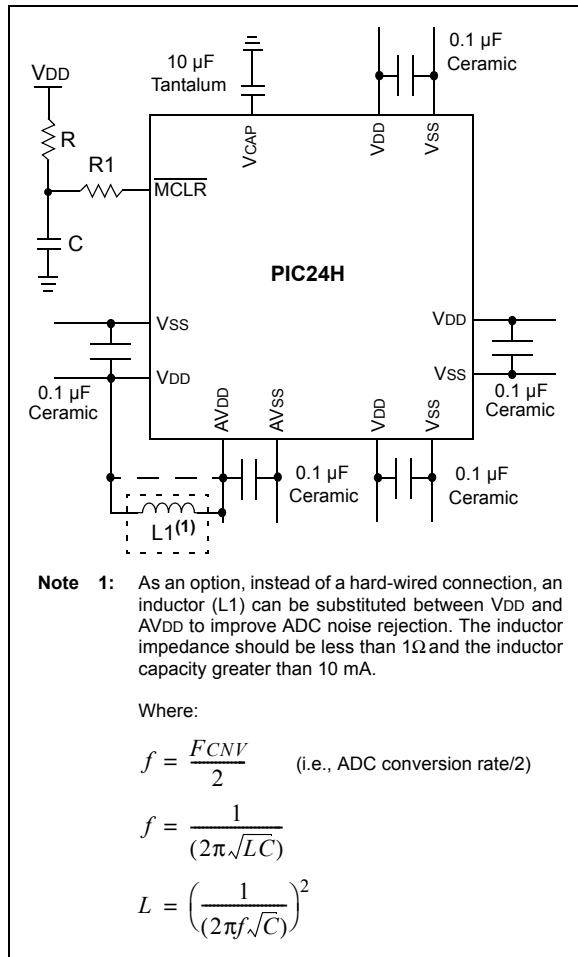 10 µF
Tantalum
0.1 µF
Ceramic
VDD
R
R1
C
VCAP
VDD
VSS
MCLR
PIC24H
VSS
VDD
VDD
VSS
0.1 µF
Ceramic
0.1 µF
Ceramic
AVDD
AVSS
VDD
VSS
0.1 µF
Ceramic
0.1 µF
Ceramic
L1(1)
Note 1: As an option, instead of a hard-wired connection, an
inductor (L1) can be substituted between VDD and
AVDD to improve ADC noise rejection. The inductor
impedance should be less than 1Ω and the inductor
capacity greater than 10 mA.
Where:
f = FCNV / 2 (i.e., ADC conversion rate/2)
f = 1 / (2π√LC)
L = (1 / (2πf√C))²